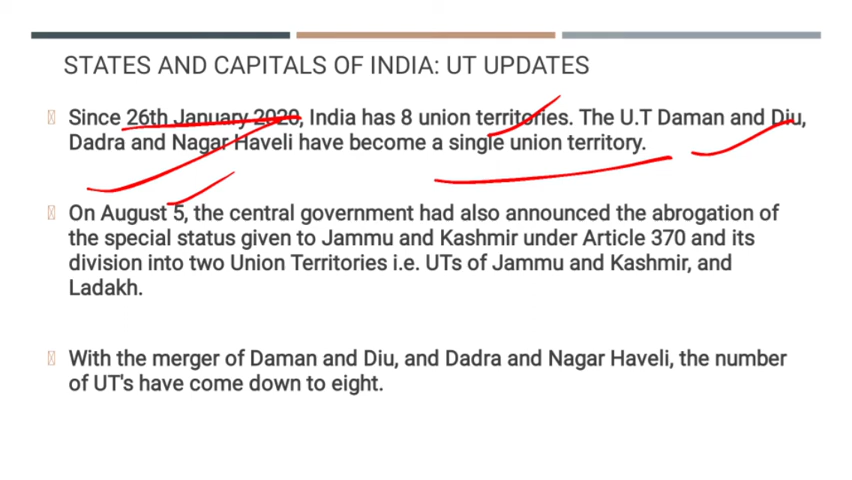 STATES AND CAPITALS OF INDIA: UT UPDATES
Since 26th January 2020, India has 8 union territories. The U.T Daman and Diu,
Dadra and Nagar Haveli have become a single union territory.
On August 5, the central government had also announced the abrogation of
the special status given to Jammu and Kashmir under Article 370 and its
division into two Union Territories i.e. UTs of Jammu and Kashmir, and
Ladakh.
With the merger of Daman and Diu, and Dadra and Nagar Haveli, the number
of UT's have come down to eight.